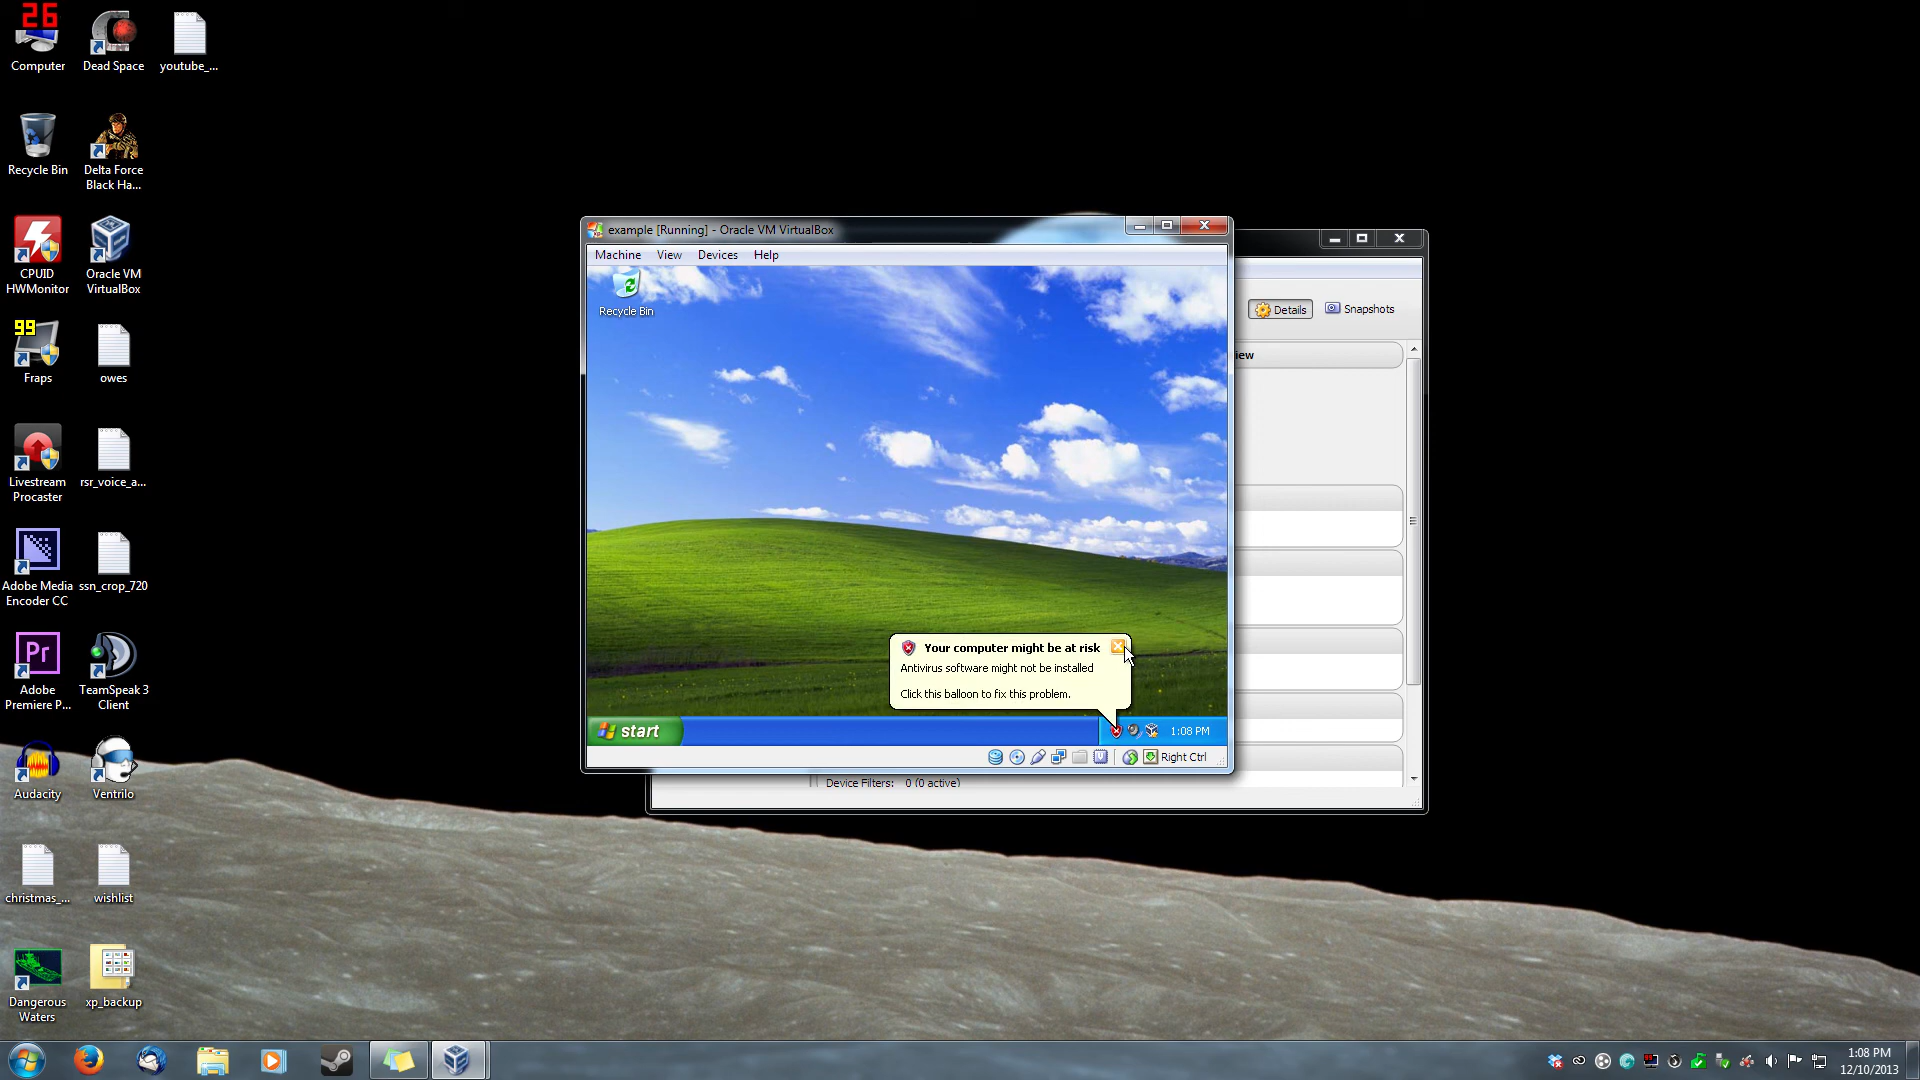 26
Computer
Dead Space
youtube_...
Recycle Bin
Delta Force
Black Ha...
CPUID
HWMonitor
Oracle VM
VirtualBox
99
Fraps
owes
Livestream
Procaster
rsr_voice_a...
Adobe Media
Encoder CC
ssn_crop_720
Pr
Adobe
Premiere P...
TeamSpeak 3
Client
Audacity
Ventrilo
christmas_...
wishlist
Dangerous
Waters
xp_backup
example [Running] - Oracle VM VirtualBox
Machine View Devices Help
Recycle Bin
Your computer might be at risk
Antivirus software might not be installed
Click this balloon to fix this problem.
start
1:08 PM
Right Ctrl
Details
Snapshots
iew
Device Filters: 0 (0 active)
1:08 PM
12/10/2013